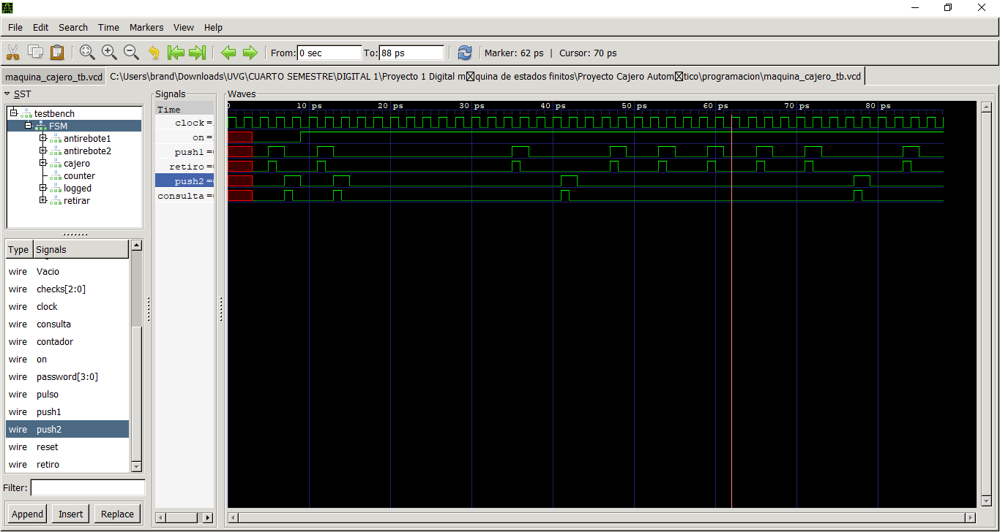 File Edit Search Time Markers View Help
From: 0 sec To: 88 ps Marker: 62 ps | Cursor: 70 ps
maquina_cajero_tb.vcd C:\Users\brand\Downloads\UVG\CUARTO SEMESTRE\DIGITAL 1\Proyecto 1 Digital m☒quina de estados finitos\Proyecto Cajero Autom☒tico\programacion\maquina_cajero_tb.vcd
SST
testbench
FSM
antirebote1
antirebote2
cajero
counter
logged
retirar
Type Signals
wire Vacio
wire checks[2:0]
wire clock
wire consulta
wire contador
wire on
wire password[3:0]
wire pulso
wire push1
wire push2
wire reset
wire retiro
Filter:
Append Insert Replace
Signals
Time
clock =
on =
push1 =
retiro =
push2 =
consulta =
Waves
0 10 ps 20 ps 30 ps 40 ps 50 ps 60 ps 70 ps 80 ps